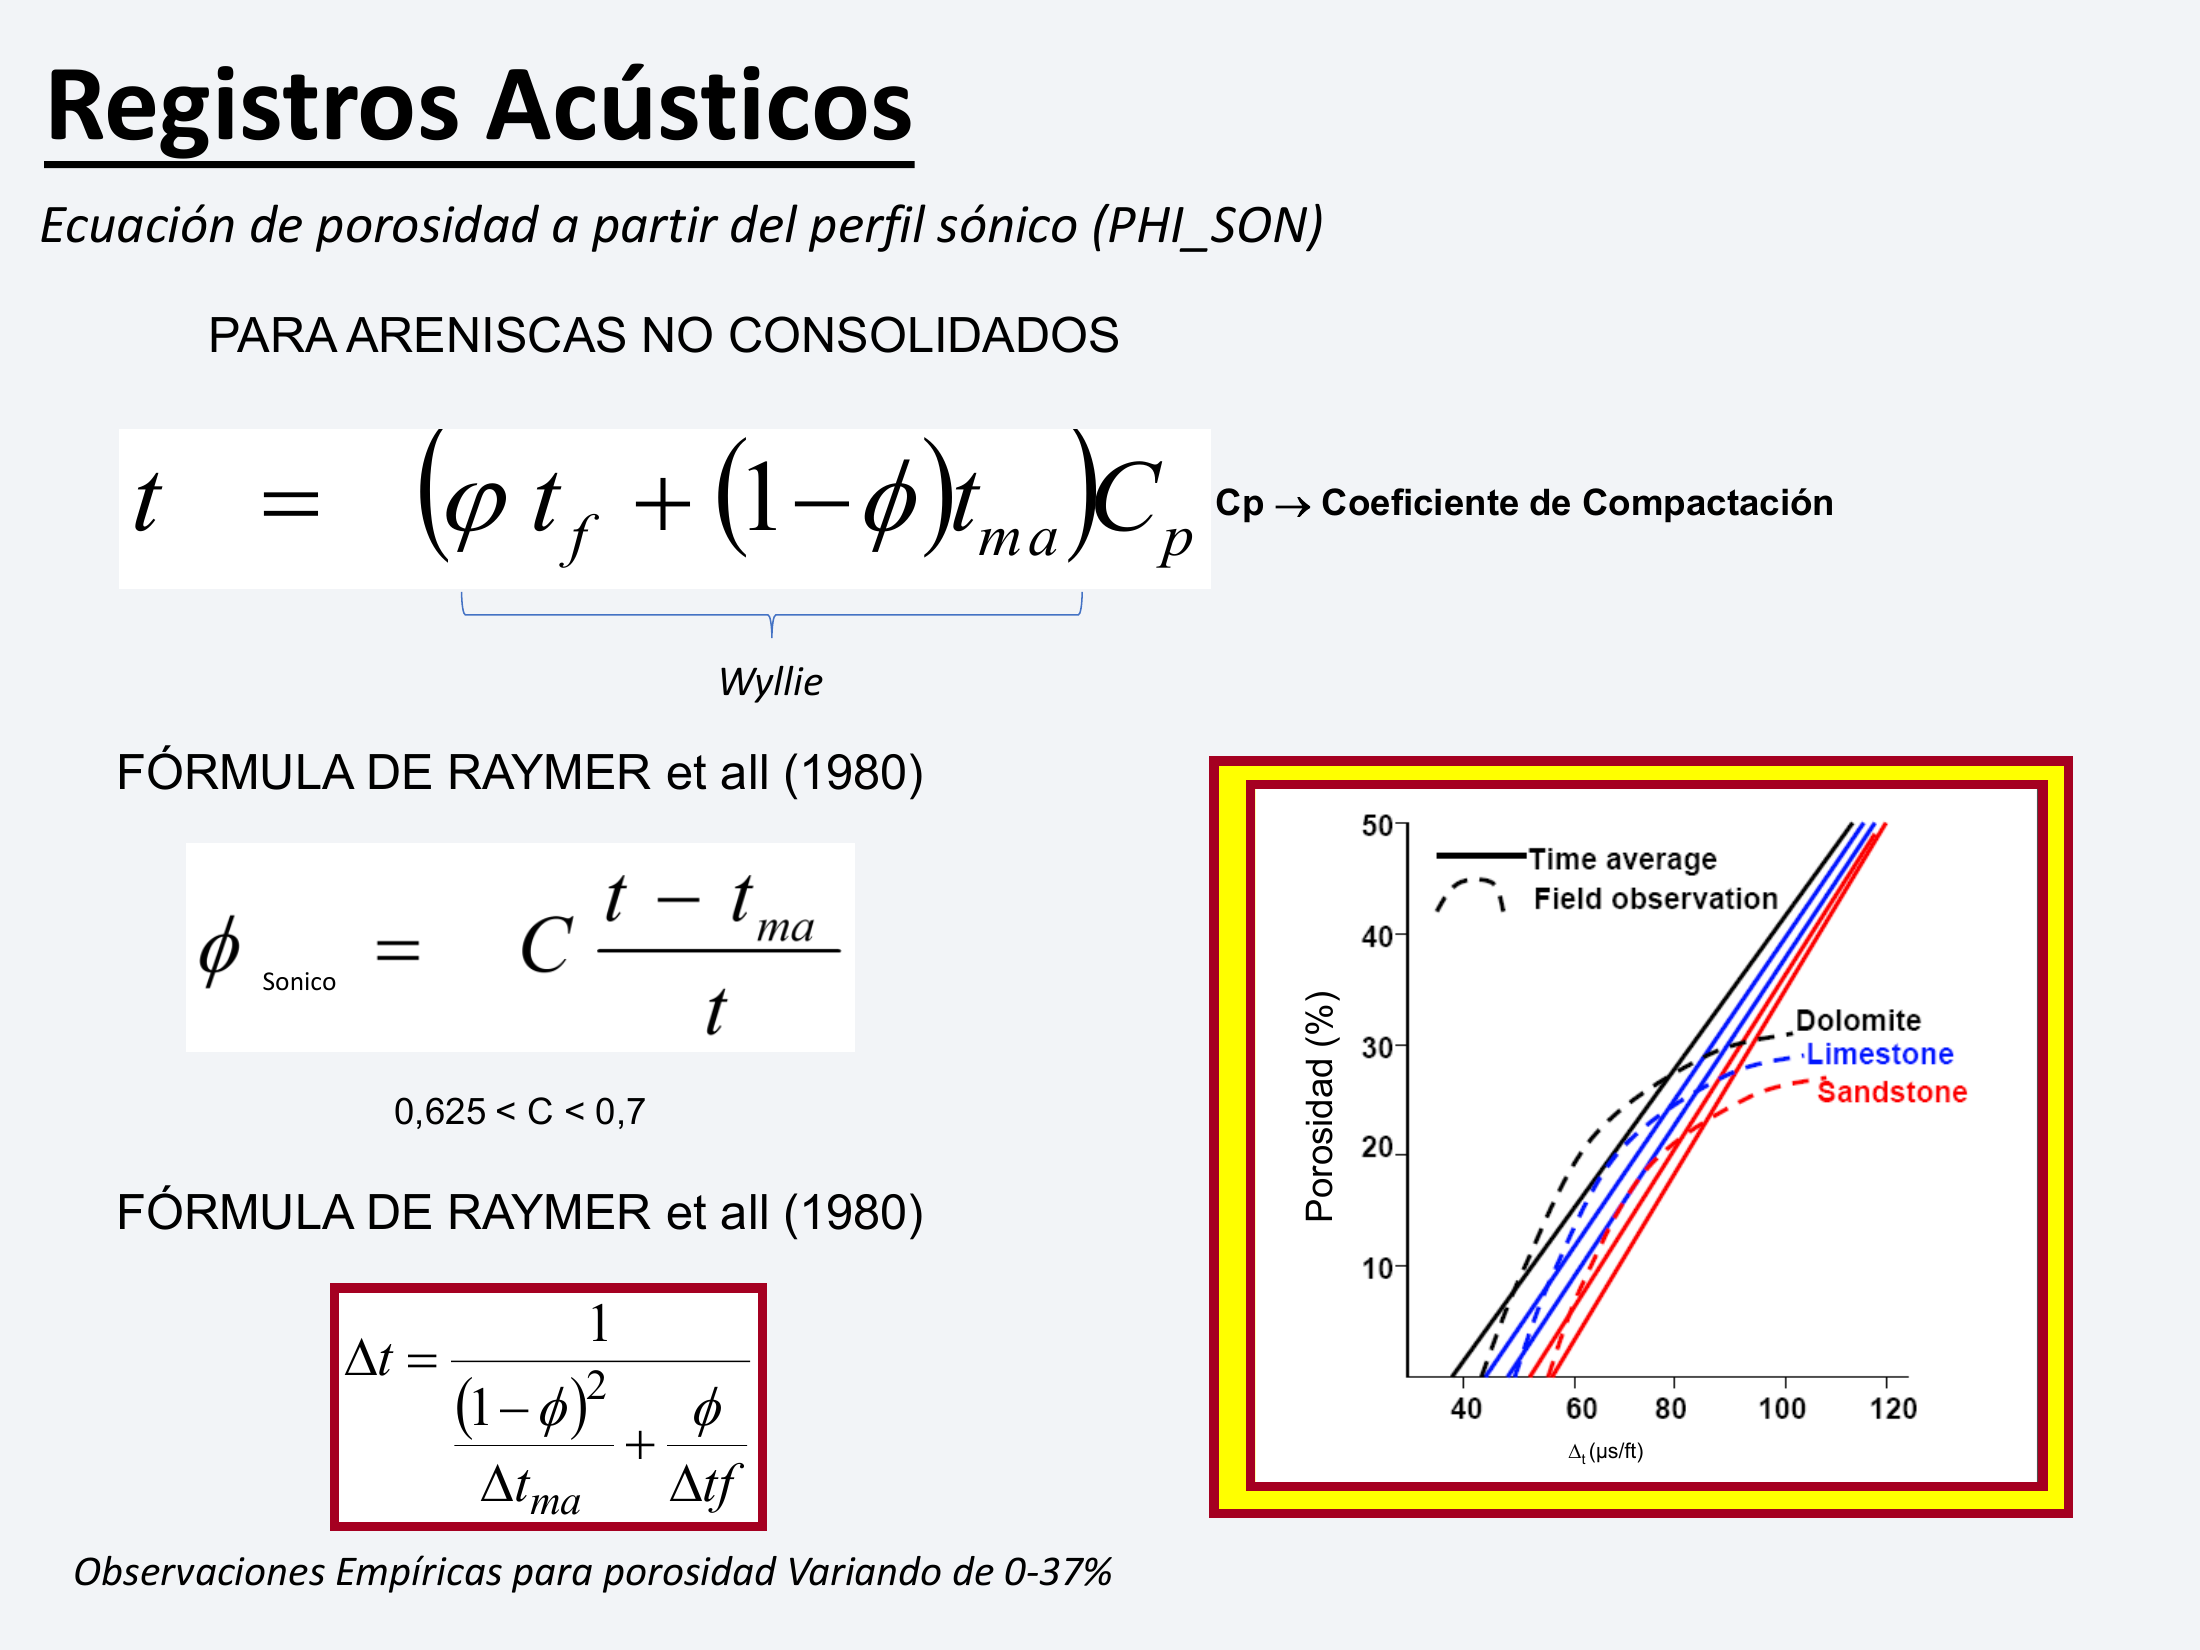 Registros Acústicos
Ecuación de porosidad a partir del perfil sónico (PHI_SON)
PARA ARENISCAS NO CONSOLIDADOS
t = (φ t_f + (1−ϕ)t_ma)C_p
Cp → Coeficiente de Compactación
Wyllie
FÓRMULA DE RAYMER et all (1980)
ϕ Sonico = C (t − t_ma)/t
0,625 < C < 0,7
FÓRMULA DE RAYMER et all (1980)
Δt = 1/((1−ϕ)²/Δt_ma + ϕ/Δtf)
Observaciones Empíricas para porosidad Variando de 0-37%
Time average
Field observation
Dolomite
Limestone
Sandstone
Porosidad (%)
50
40
30
20
10
40 60 80 100 120
Δt (µs/ft)